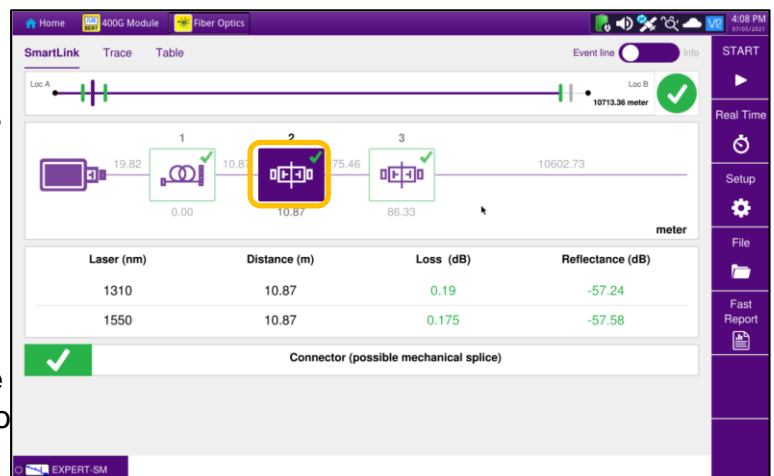 Home
400G Module
Fiber Optics
V2
4:08 PM
07/05/2021
SmartLink Trace Table
Event line Info
START
Loc A
Loc B
10713.36 meter
Real Time
1 2 3
19.82 10.87 75.46 10602.73
0.00 10.87 86.33
meter
Setup
File
Laser (nm) Distance (m) Loss (dB) Reflectance (dB)
1310 10.87 0.19 -57.24
1550 10.87 0.175 -57.58
Fast
Report
Connector (possible mechanical splice)
EXPERT-SM